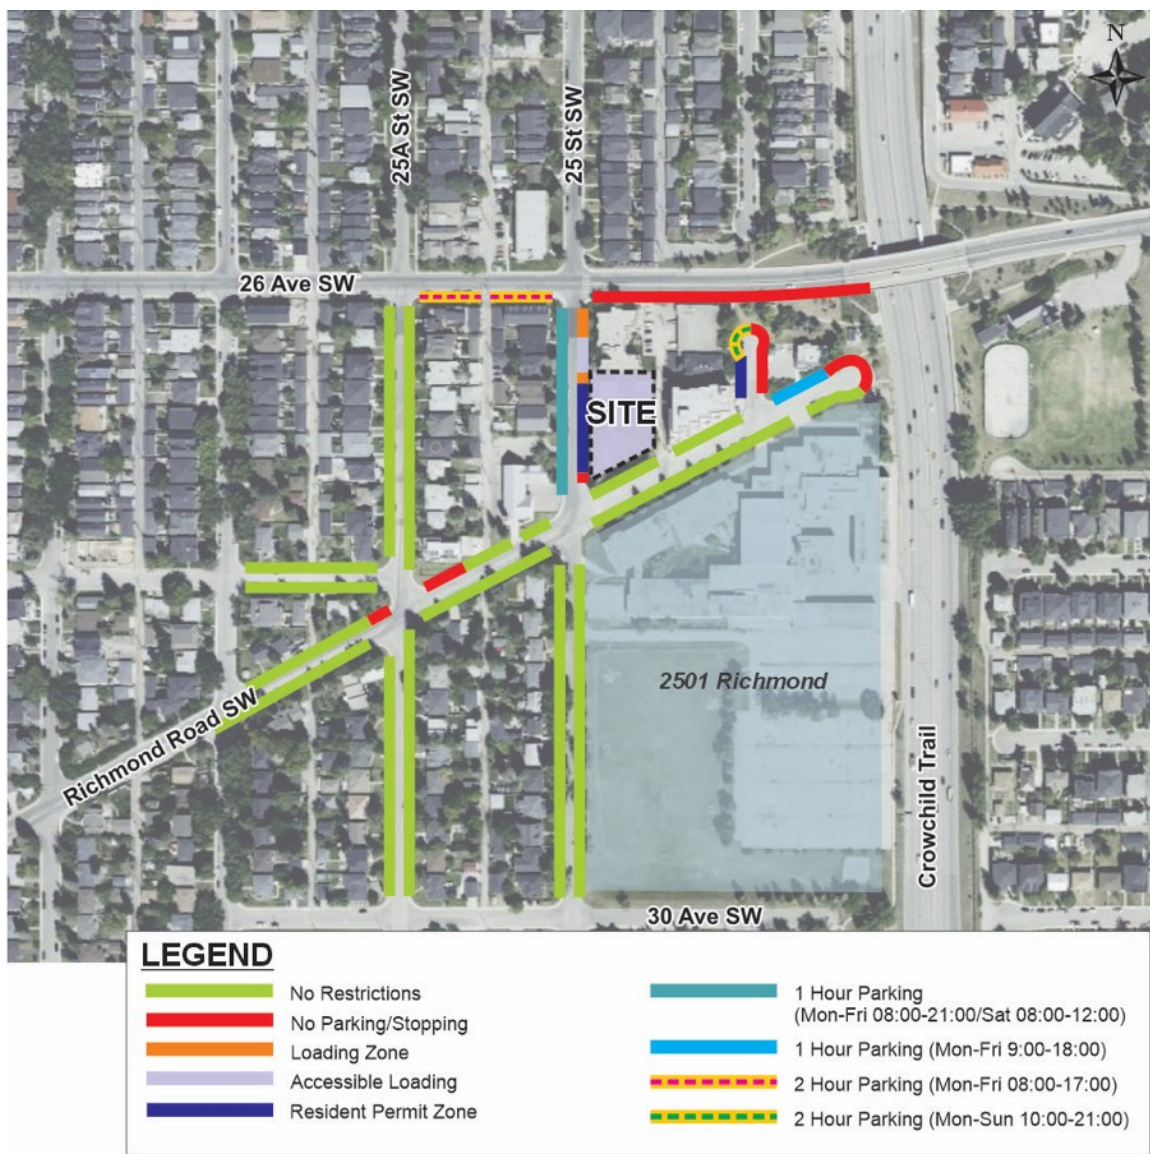 N
25A St SW
25 St SW
26 Ave SW
SITE
2501 Richmond
Richmond Road SW
Crowchild Trail
30 Ave SW
LEGEND
No Restrictions
No Parking/Stopping
Loading Zone
Accessible Loading
Resident Permit Zone
1 Hour Parking
(Mon-Fri 08:00-21:00/Sat 08:00-12:00)
1 Hour Parking (Mon-Fri 9:00-18:00)
2 Hour Parking (Mon-Fri 08:00-17:00)
2 Hour Parking (Mon-Sun 10:00-21:00)